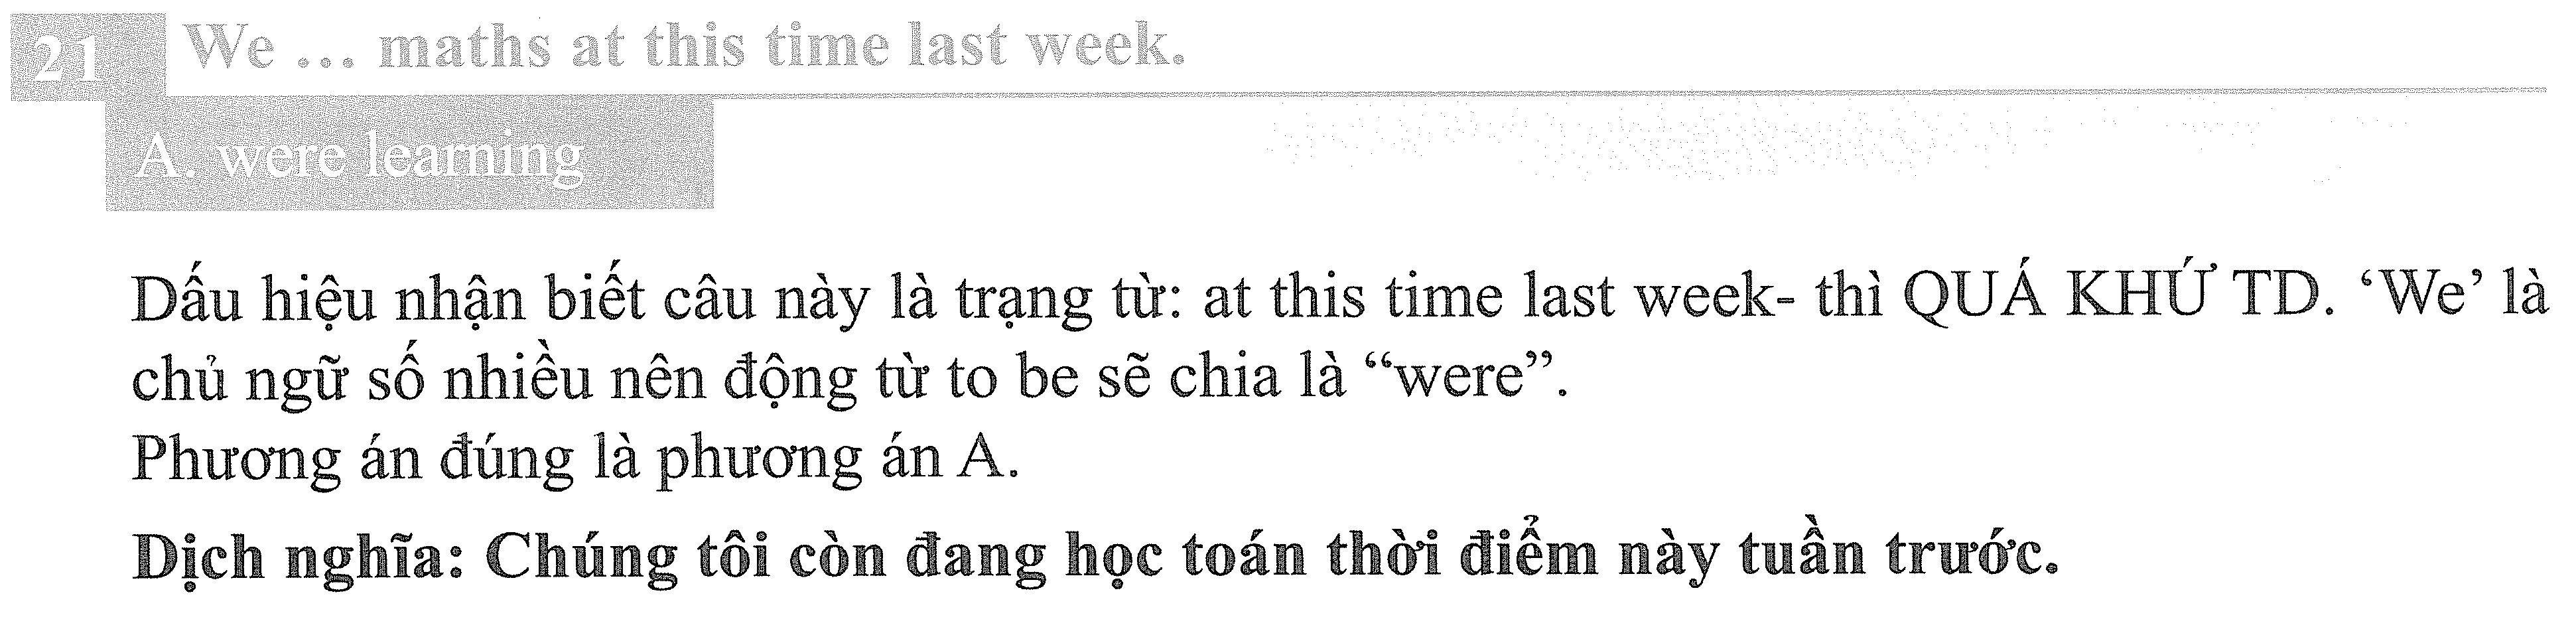 21 We ... maths at this time last week.
A. were learning
Dấu hiệu nhận biết câu này là trạng từ: at this time last week- thì QUÁ KHỨ TD. ‘We’ là
chủ ngữ số nhiều nên động từ to be sẽ chia là “were”.
Phương án đúng là phương án A.
Dịch nghĩa: Chúng tôi còn đang học toán thời điểm này tuần trước.